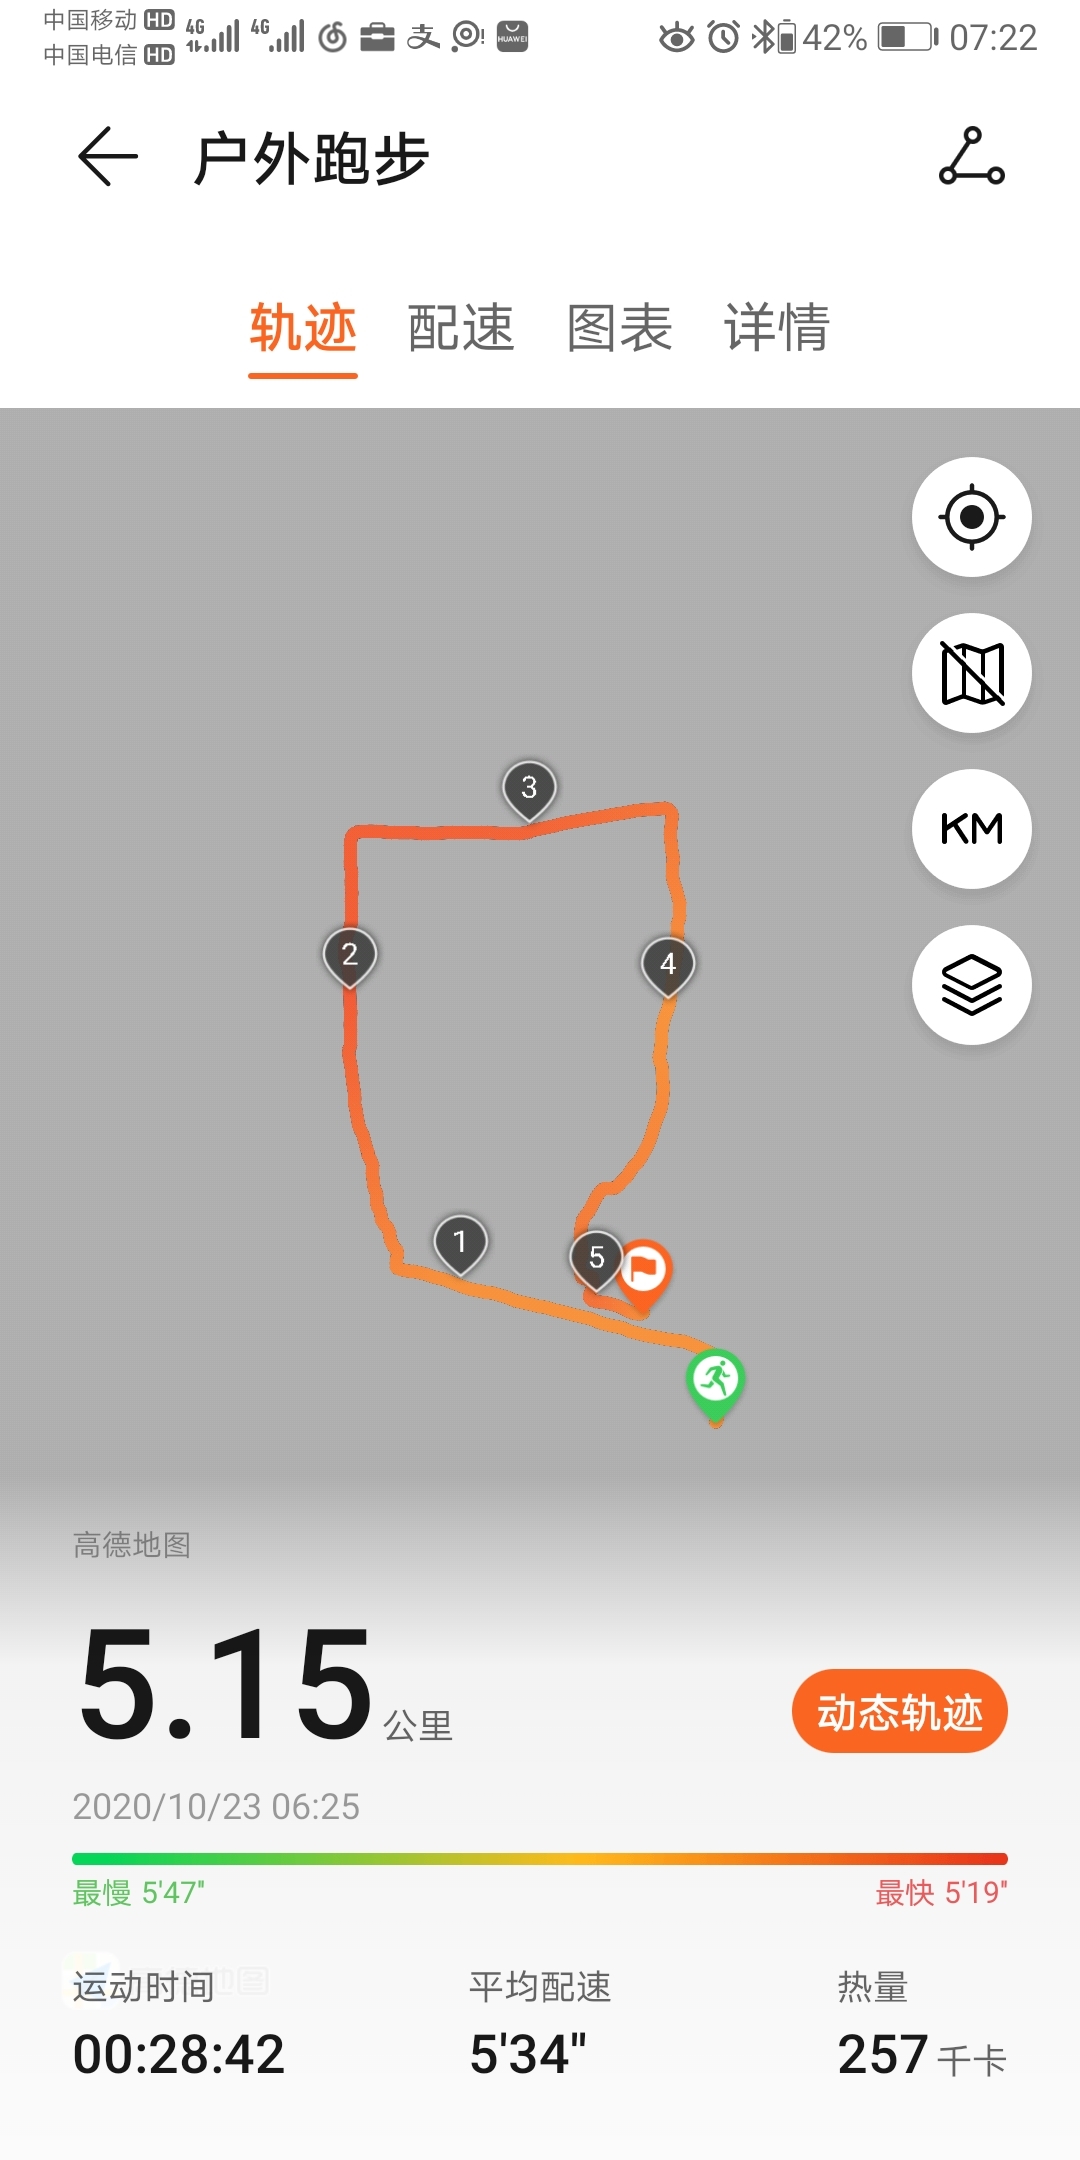 中国移动 HD 4G 4G 42% 07:22
中国电信 HD
HUAWEI
户外跑步
轨迹 配速 图表 详情
KM
3
2
4
1
5
高德地图
5.15 公里
动态轨迹
2020/10/23 06:25
最慢 5'47" 最快 5'19"
运动时间 平均配速 热量
00:28:42 5'34" 257 千卡